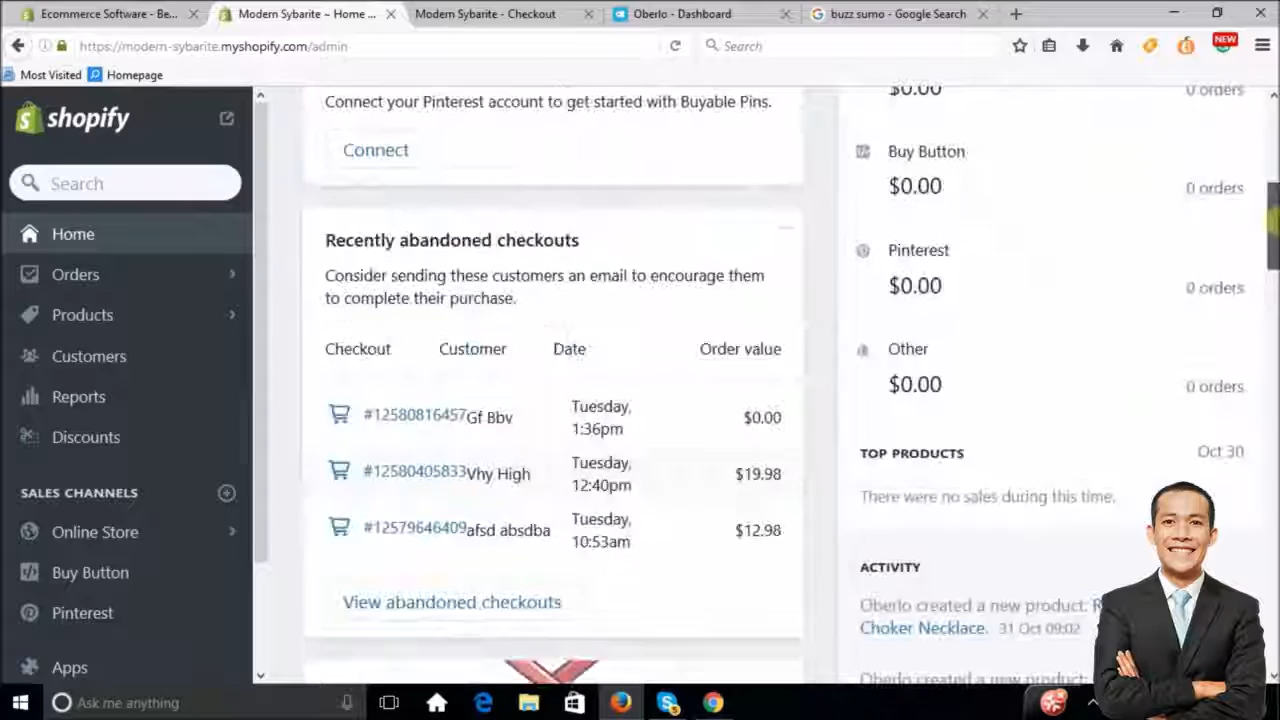 Ecommerce Software - Be...
Modern Sybarite ~ Home ...
Modern Sybarite - Checkout
Oberlo - Dashboard
buzz sumo - Google Search
https://modern-sybarite.myshopify.com/admin
Search
NEW
Most Visited
Homepage
shopify
Search
Home
Orders
Products
Customers
Reports
Discounts
SALES CHANNELS
Online Store
Buy Button
Pinterest
Apps
Connect your Pinterest account to get started with Buyable Pins.
Connect
Recently abandoned checkouts
Consider sending these customers an email to encourage them
to complete their purchase.
Checkout Customer Date Order value
#12580816457 Gf Bbv Tuesday, 1:36pm $0.00
#12580405833 Vhy High Tuesday, 12:40pm $19.98
#12579646409 afsd absdba Tuesday, 10:53am $12.98
View abandoned checkouts
$0.00 0 orders
Buy Button
$0.00 0 orders
Pinterest
$0.00 0 orders
Other
$0.00 0 orders
TOP PRODUCTS Oct 30
There were no sales during this time.
ACTIVITY
Oberlo created a new product:
Choker Necklace. 31 Oct 09:02
Oberlo created a new product:
Ask me anything